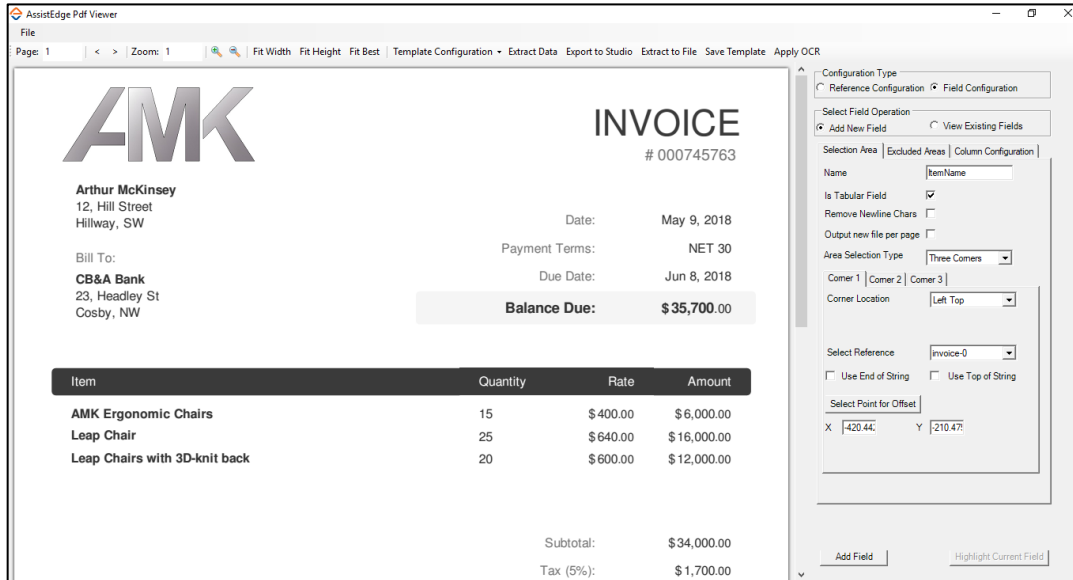 AssistEdge Pdf Viewer
File
Page: 1 < > Zoom: 1 Fit Width Fit Height Fit Best Template Configuration Extract Data Export to Studio Extract to File Save Template Apply OCR
AMK
INVOICE
# 000745763
Arthur McKinsey
12, Hill Street
Hillway, SW
Date: May 9, 2018
Payment Terms: NET 30
Bill To:
Due Date: Jun 8, 2018
CB&A Bank
23, Headley St
Cosby, NW
Balance Due: $35,700.00
Item Quantity Rate Amount
AMK Ergonomic Chairs 15 $400.00 $6,000.00
Leap Chair 25 $640.00 $16,000.00
Leap Chairs with 3D-knit back 20 $600.00 $12,000.00
Subtotal: $34,000.00
Tax (5%): $1,700.00
Configuration Type
Reference Configuration Field Configuration
Select Field Operation
Add New Field View Existing Fields
Selection Area Excluded Areas Column Configuration
Name ItemName
Is Tabular Field
Remove Newline Chars
Output new file per page
Area Selection Type Three Corners
Corner 1 Corner 2 Corner 3
Corner Location Left Top
Select Reference invoice-0
Use End of String Use Top of String
Select Point for Offset
X -420.44 Y -210.47
Add Field Highlight Current Field